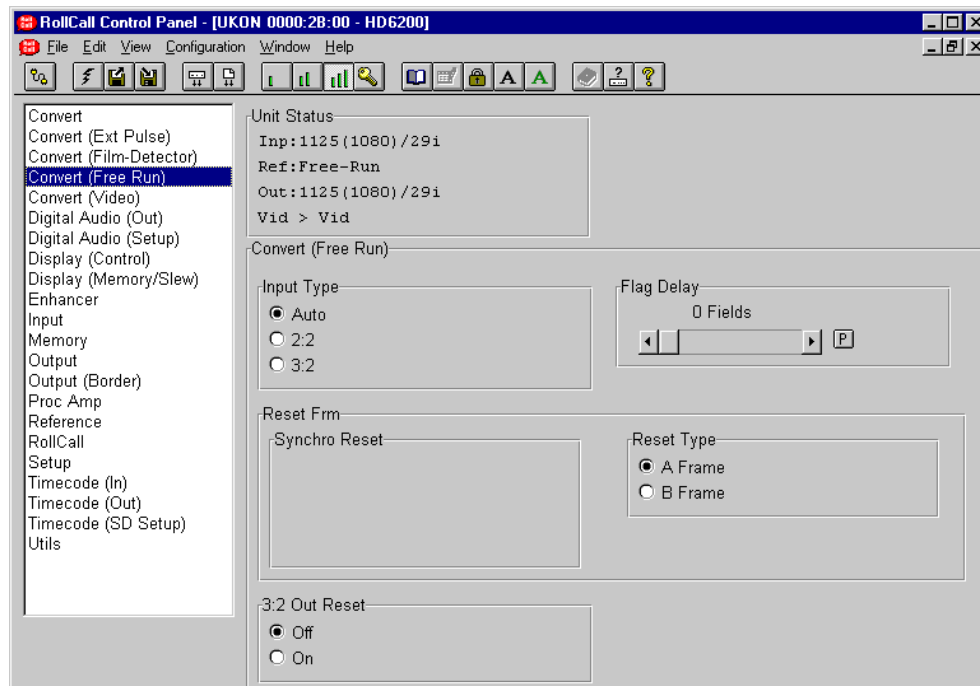 RollCall Control Panel - [UKON 0000:2B:00 - HD6200]
File Edit View Configuration Window Help
A A
Convert
Convert (Ext Pulse)
Convert (Film-Detector)
Convert (Free Run)
Convert (Video)
Digital Audio (Out)
Digital Audio (Setup)
Display (Control)
Display (Memory/Slew)
Enhancer
Input
Memory
Output
Output (Border)
Proc Amp
Reference
RollCall
Setup
Timecode (In)
Timecode (Out)
Timecode (SD Setup)
Utils
Unit Status
Inp:1125(1080)/29i
Ref:Free-Run
Out:1125(1080)/29i
Vid > Vid
Convert (Free Run)
Input Type
Auto
2:2
3:2
Flag Delay
0 Fields
P
Reset Frm
Synchro Reset
Reset Type
A Frame
B Frame
3:2 Out Reset
Off
On